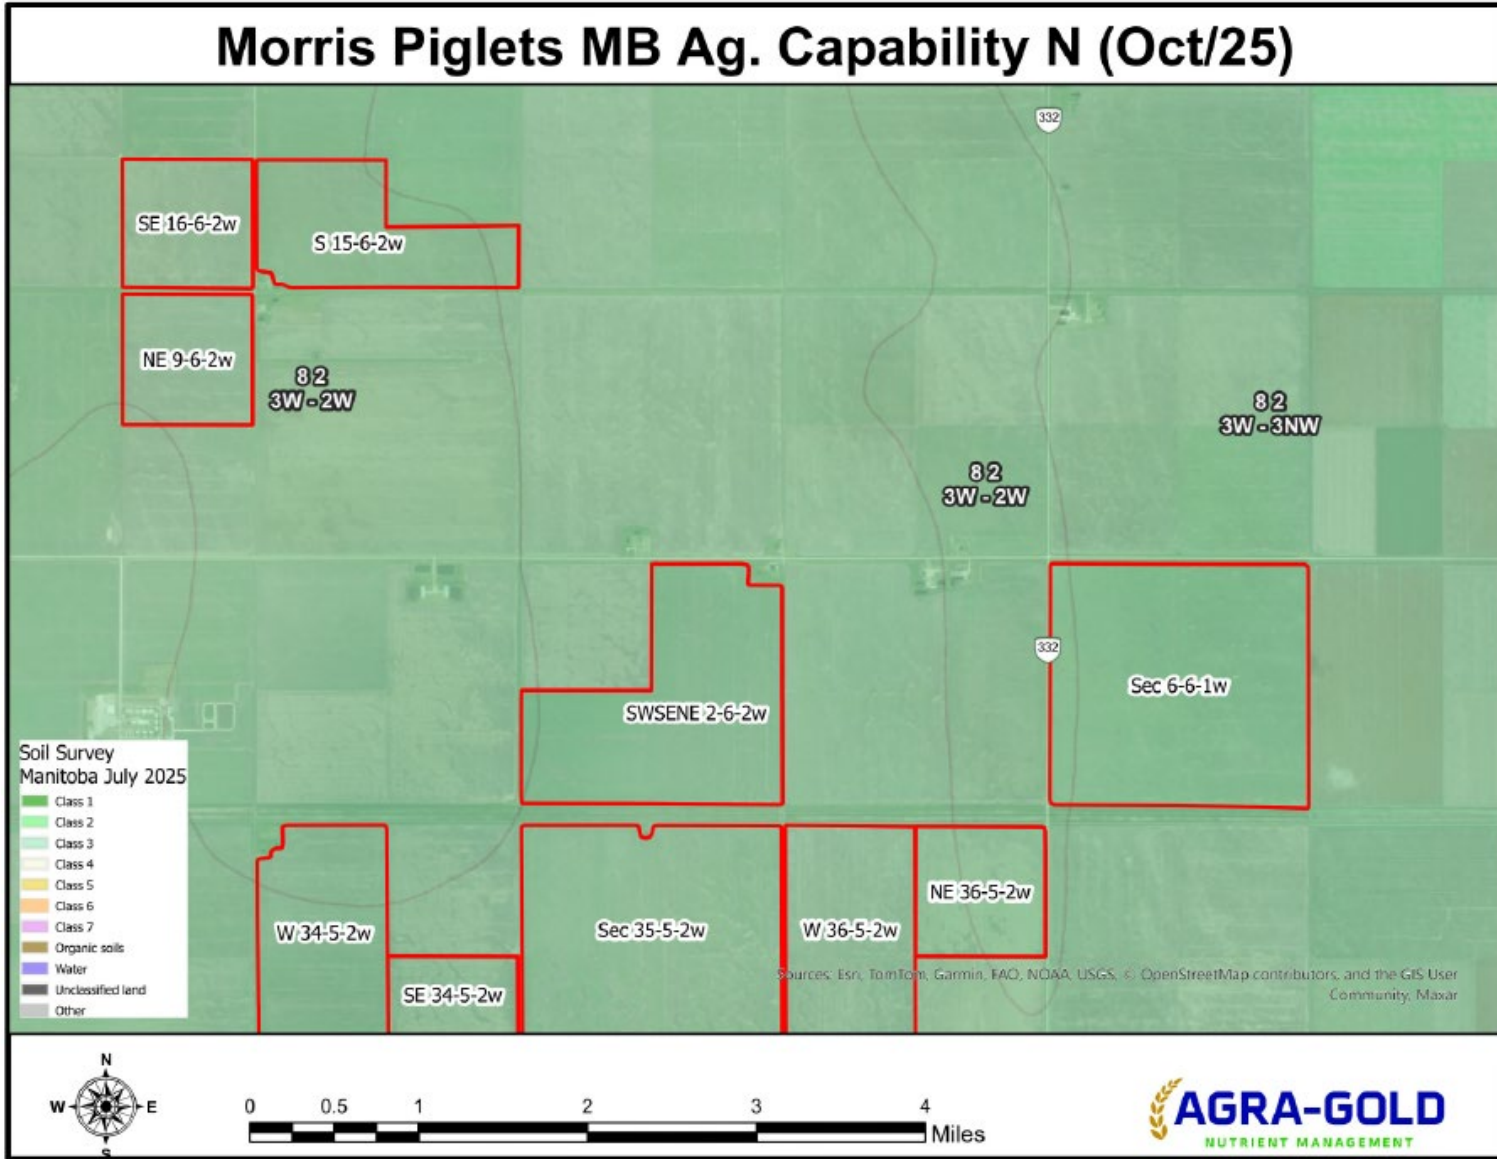 Morris Piglets MB Ag. Capability N (Oct/25)
332
SE 16-6-2w
S 15-6-2w
NE 9-6-2w
8 2
3W - 2W
8 2
3W - 3NW
8 2
3W - 2W
332
Sec 6-6-1w
SWSENE 2-6-2w
Soil Survey
Manitoba July 2025
Class 1
Class 2
Class 3
Class 4
Class 5
Class 6
Class 7
Organic soils
Water
Unclassified land
Other
W 34-5-2w
SE 34-5-2w
Sec 35-5-2w
W 36-5-2w
NE 36-5-2w
Sources: Esri, TomTom, Garmin, FAO, NOAA, USGS, © OpenStreetMap contributors, and the GIS User
Community, Maxar
N
W E
S
0 0.5 1 2 3 4
Miles
AGRA-GOLD
NUTRIENT MANAGEMENT